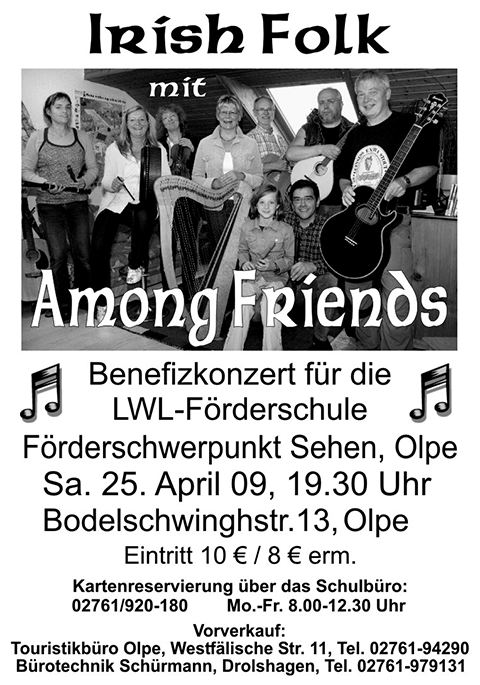 Irish Folk
mit
Among Friends
Benefizkonzert für die
LWL-Förderschule
Förderschwerpunkt Sehen, Olpe
Sa. 25. April 09, 19.30 Uhr
Bodelschwinghstr.13, Olpe
Eintritt 10 € / 8 € erm.
Kartenreservierung über das Schulbüro:
02761/920-180 Mo.-Fr. 8.00-12.30 Uhr
Vorverkauf:
Touristikbüro Olpe, Westfälische Str. 11, Tel. 02761-94290
Bürotechnik Schürmann, Drolshagen, Tel. 02761-979131